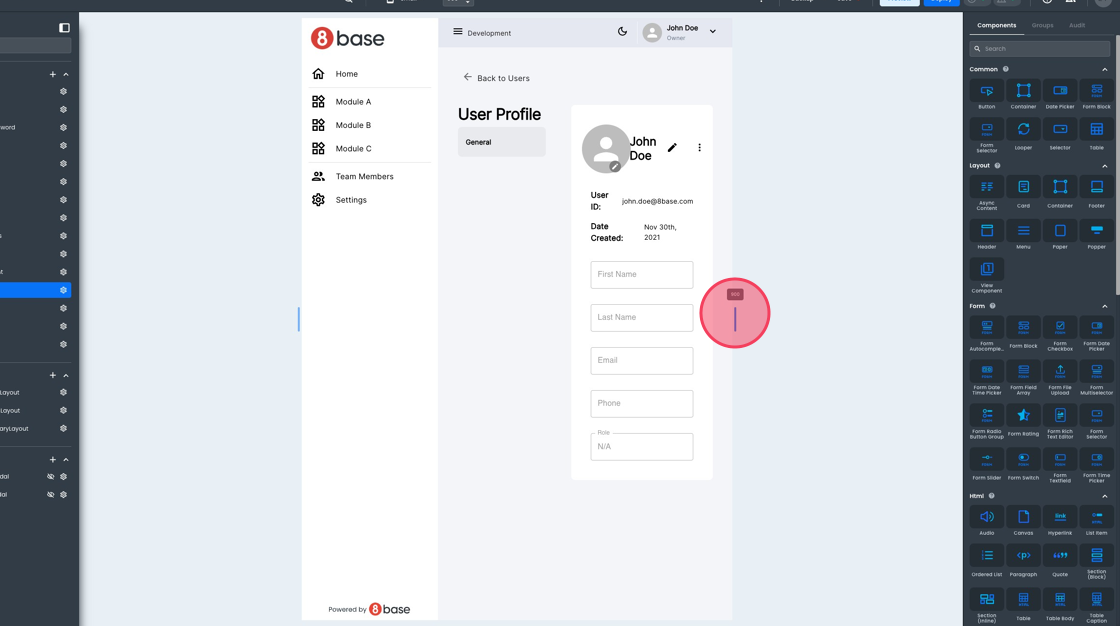 8base
Home
Module A
Module B
Module C
Team Members
Settings
Powered by 8base
Development
John Doe
Owner
Back to Users
User Profile
General
John
Doe
User
ID:
john.doe@8base.com
Date
Created:
Nov 30th,
2021
First Name
Last Name
Email
Phone
Role
N/A
Components
Groups
Audit
Search
Common
Button
Container
Date Picker
Form Block
Form
Selector
Looper
Selector
Table
Layout
Async
Content
Card
Container
Footer
Header
Menu
Paper
Popper
View
Component
Form
Form
Autocomple...
Form Block
Form
Checkbox
Form Date
Picker
Form Date
Time Picker
Form Field
Array
Form File
Upload
Form
Multiselector
Form Radio
Button Group
Form Rating
Form Rich
Text Editor
Form
Selector
Form Slider
Form Switch
Form
Textfield
Form Time
Picker
Html
Audio
Canvas
link
Hyperlink
List Item
Ordered List
<p>
Paragraph
Quote
Section
(Block)
Section
(Inline)
Table
Table Body
Table
Caption